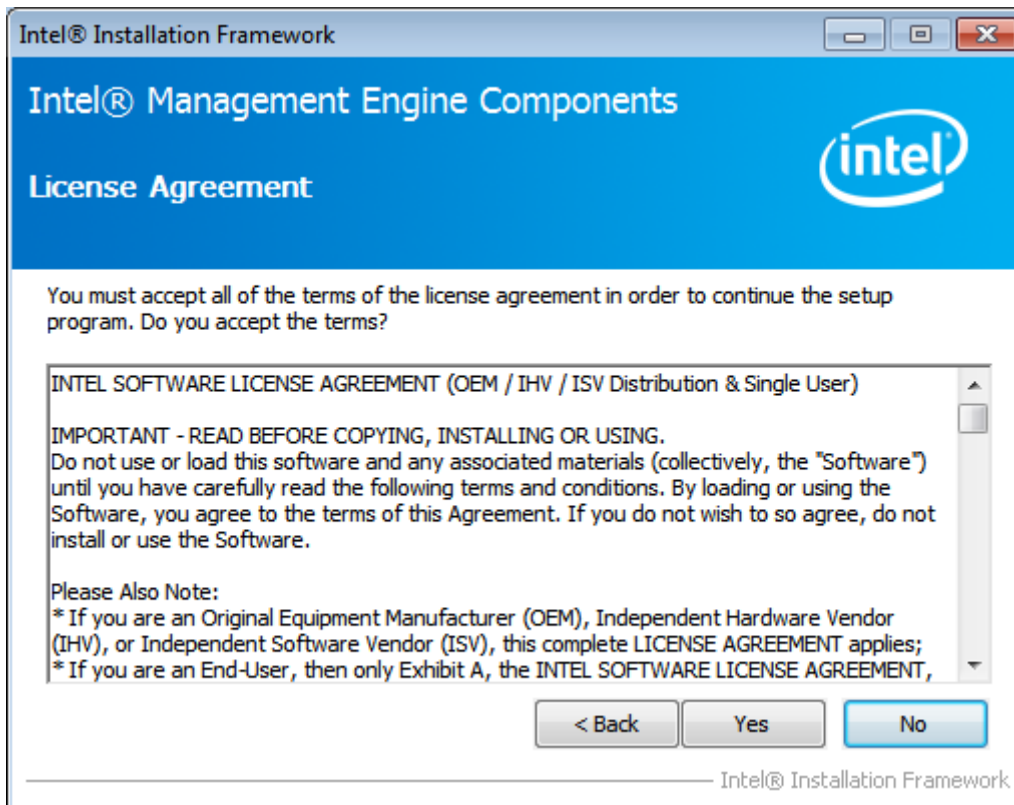 Intel® Installation Framework
Intel® Management Engine Components
intel
License Agreement
You must accept all of the terms of the license agreement in order to continue the setup
program. Do you accept the terms?
INTEL SOFTWARE LICENSE AGREEMENT (OEM / IHV / ISV Distribution & Single User)
IMPORTANT - READ BEFORE COPYING, INSTALLING OR USING.
Do not use or load this software and any associated materials (collectively, the "Software")
until you have carefully read the following terms and conditions. By loading or using the
Software, you agree to the terms of this Agreement. If you do not wish to so agree, do not
install or use the Software.
Please Also Note:
* If you are an Original Equipment Manufacturer (OEM), Independent Hardware Vendor
(IHV), or Independent Software Vendor (ISV), this complete LICENSE AGREEMENT applies;
* If you are an End-User, then only Exhibit A, the INTEL SOFTWARE LICENSE AGREEMENT,
< Back Yes No
Intel® Installation Framework